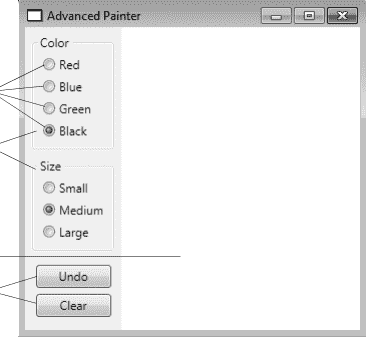 Advanced Painter
Color
Red
Blue
Green
Black
Size
Small
Medium
Large
Undo
Clear